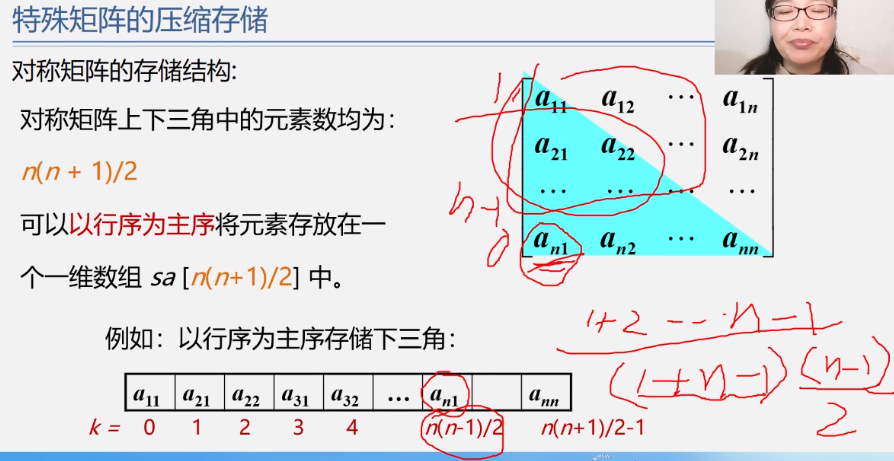 特殊矩阵的压缩存储
对称矩阵的存储结构:
对称矩阵上下三角中的元素数均为：
n(n + 1)/2
可以以行序为主序将元素存放在一
个一维数组 sa [n(n+1)/2] 中。
a11 a12 … a1n
a21 a22 … a2n
… … … …
an1 an2 … ann
1
n-1
0
1+2 -- · n-1
(1+n-1) (n-1)
2
例如：以行序为主序存储下三角：
a11 a21 a22 a31 a32 … an1 ann
k = 0 1 2 3 4 n(n-1)/2 n(n+1)/2-1